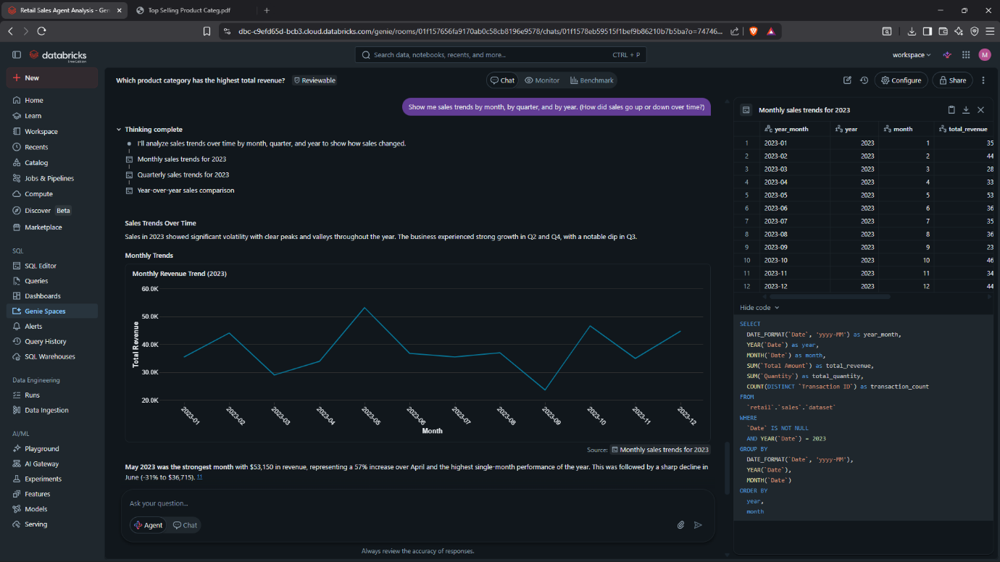 Retail Sales Agent Analysis - Gen
Top Selling Product Categ.pdf
dbc-c9efd65d-bcb3.cloud.databricks.com/genie/rooms/01f157656fa9170ab0c58cb8196e9578/chats/01f1578eb59515f1bef9b86210b7b5ba?o=74746...
databricks
Free Edition
Search data, notebooks, recents, and more...
CTRL + P
workspace
M
New
Home
Learn
Workspace
Recents
Catalog
Jobs & Pipelines
Compute
Discover Beta
Marketplace
SQL
SQL Editor
Queries
Dashboards
Genie Spaces
Alerts
Query History
SQL Warehouses
Data Engineering
Runs
Data Ingestion
AI/ML
Playground
AI Gateway
Experiments
Features
Models
Serving
Which product category has the highest total revenue?
Reviewable
Chat
Monitor
Benchmark
Configure
Share
Show me sales trends by month, by quarter, and by year. (How did sales go up or down over time?)
Thinking complete
I'll analyze sales trends over time by month, quarter, and year to show how sales changed.
Monthly sales trends for 2023
Quarterly sales trends for 2023
Year-over-year sales comparison
Sales Trends Over Time
Sales in 2023 showed significant volatility with clear peaks and valleys throughout the year. The business experienced strong growth in Q2 and Q4, with a notable dip in Q3.
Monthly Trends
Monthly Revenue Trend (2023)
Total Revenue
60.0K
50.0K
40.0K
30.0K
20.0K
2023-01
2023-02
2023-03
2023-04
2023-05
2023-06
2023-07
2023-08
2023-09
2023-10
2023-11
2023-12
Month
Source: Monthly sales trends for 2023
May 2023 was the strongest month with $53,150 in revenue, representing a 57% increase over April and the highest single-month performance of the year. This was followed by a sharp decline in
June (-31% to $36,715).
Ask your question...
Agent
Chat
Always review the accuracy of responses.
Monthly sales trends for 2023
year_month year month total_revenue
1 2023-01 2023 1 35
2 2023-02 2023 2 44
3 2023-03 2023 3 28
4 2023-04 2023 4 33
5 2023-05 2023 5 53
6 2023-06 2023 6 36
7 2023-07 2023 7 35
8 2023-08 2023 8 36
9 2023-09 2023 9 23
10 2023-10 2023 10 46
11 2023-11 2023 11 34
12 2023-12 2023 12 44
Hide code
SELECT
DATE_FORMAT(`Date`, 'yyyy-MM') as year_month,
YEAR(`Date`) as year,
MONTH(`Date`) as month,
SUM(`Total Amount`) as total_revenue,
SUM(`Quantity`) as total_quantity,
COUNT(DISTINCT `Transaction ID`) as transaction_count
FROM
`retail`.`sales`.`dataset`
WHERE
`Date` IS NOT NULL
AND YEAR(`Date`) = 2023
GROUP BY
DATE_FORMAT(`Date`, 'yyyy-MM'),
YEAR(`Date`),
MONTH(`Date`)
ORDER BY
year,
month